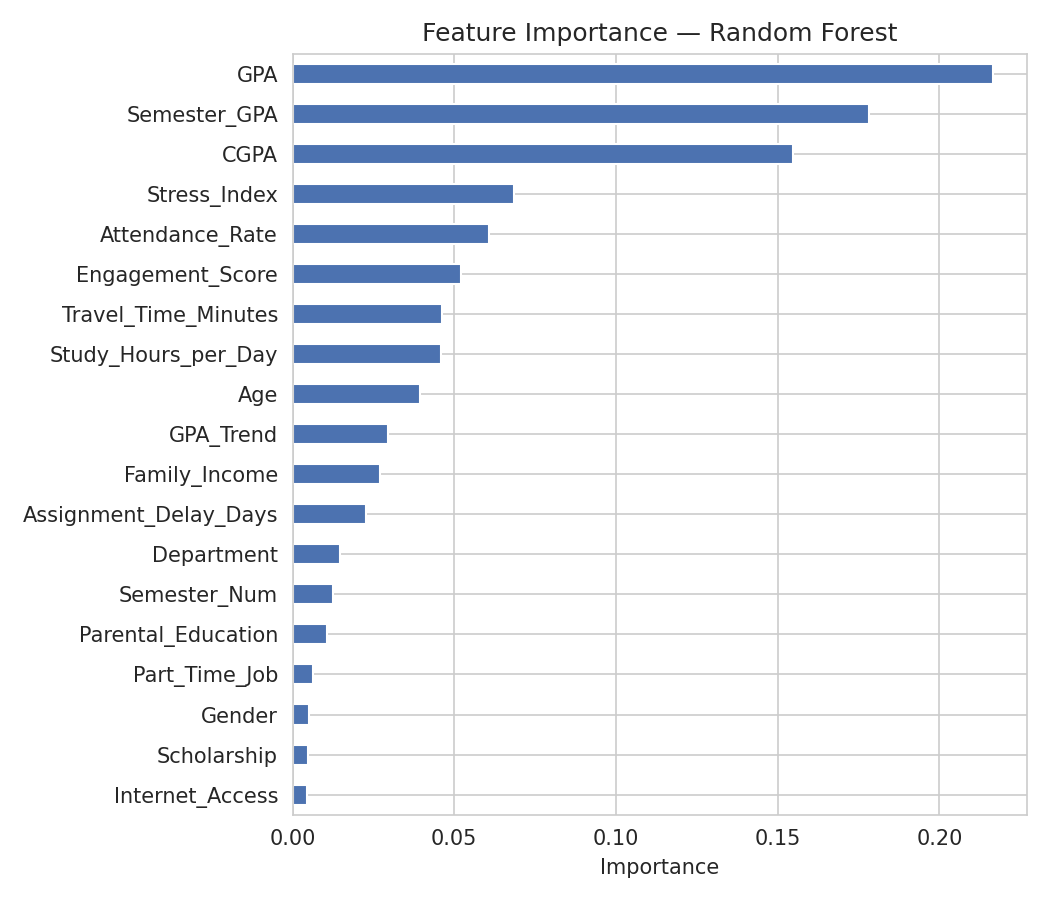 Feature Importance — Random Forest
GPA
Semester_GPA
CGPA
Stress_Index
Attendance_Rate
Engagement_Score
Travel_Time_Minutes
Study_Hours_per_Day
Age
GPA_Trend
Family_Income
Assignment_Delay_Days
Department
Semester_Num
Parental_Education
Part_Time_Job
Gender
Scholarship
Internet_Access
0.00 0.05 0.10 0.15 0.20
Importance